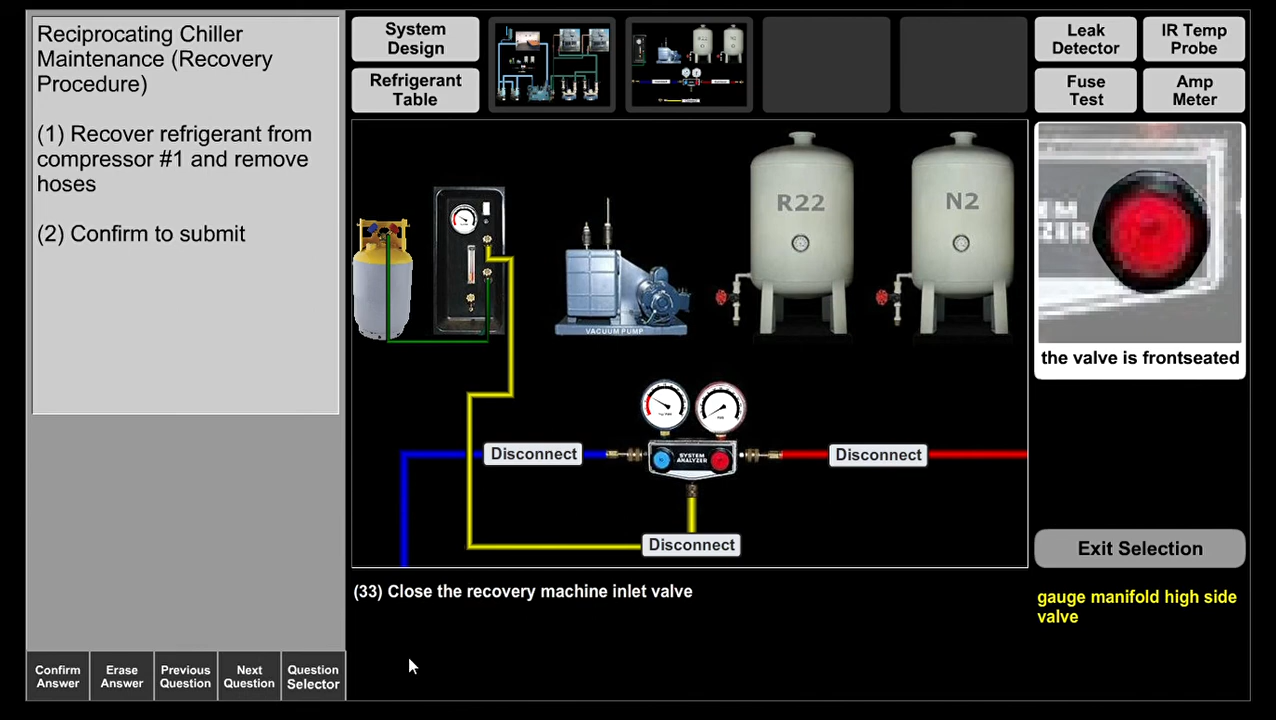 Reciprocating Chiller
Maintenance (Recovery
Procedure)
(1) Recover refrigerant from
compressor #1 and remove
hoses
(2) Confirm to submit
System
Design
Refrigerant
Table
Leak
Detector
IR Temp
Probe
Fuse
Test
Amp
Meter
R22
N2
VACUUM PUMP
the valve is frontseated
Disconnect
SYSTEM
ANALYZER
Disconnect
Disconnect
Exit Selection
(33) Close the recovery machine inlet valve
gauge manifold high side
valve
Confirm
Answer
Erase
Answer
Previous
Question
Next
Question
Question
Selector